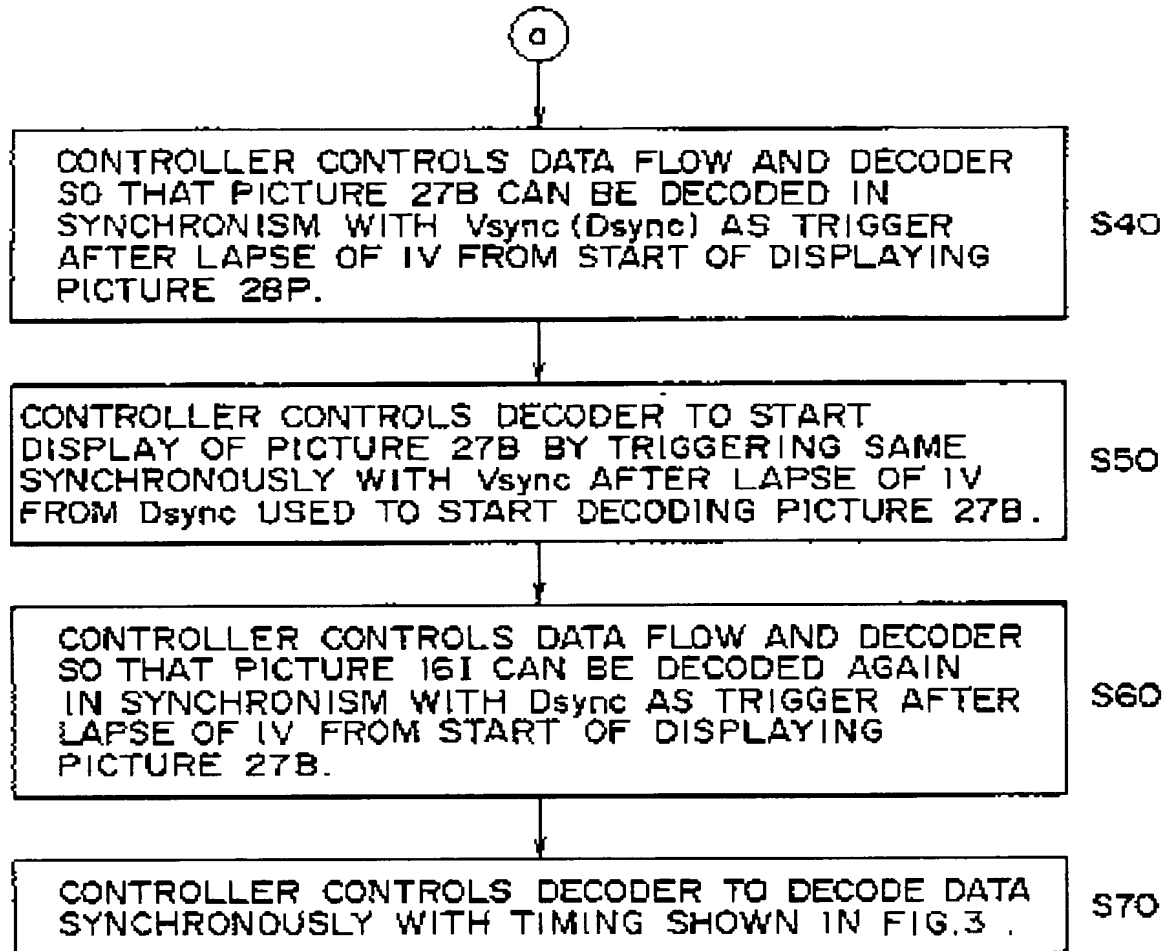 a
CONTROLLER CONTROLS DATA FLOW AND DECODER
SO THAT PICTURE 27B CAN BE DECODED IN
SYNCHRONISM WITH Vsync (Dsync) AS TRIGGER
AFTER LAPSE OF 1V FROM START OF DISPLAYING
PICTURE 28P.
S40
CONTROLLER CONTROLS DECODER TO START
DISPLAY OF PICTURE 27B BY TRIGGERING SAME
SYNCHRONOUSLY WITH Vsync AFTER LAPSE OF 1V
FROM Dsync USED TO START DECODING PICTURE 27B.
S50
CONTROLLER CONTROLS DATA FLOW AND DECODER
SO THAT PICTURE 16I CAN BE DECODED AGAIN
IN SYNCHRONISM WITH Dsync AS TRIGGER AFTER
LAPSE OF 1V FROM START OF DISPLAYING
PICTURE 27B.
S60
CONTROLLER CONTROLS DECODER TO DECODE DATA
SYNCHRONOUSLY WITH TIMING SHOWN IN FIG.3 .
S70